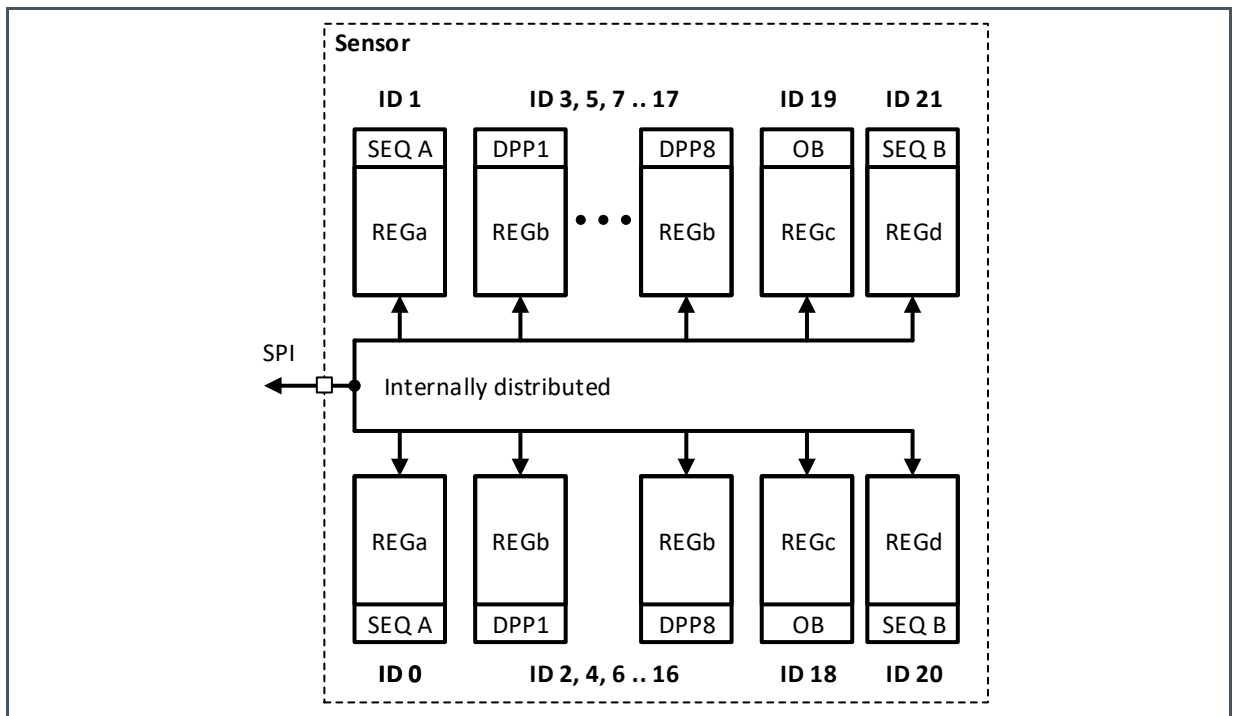 Sensor
ID 1 ID 3, 5, 7 .. 17 ID 19 ID 21
SEQ A DPP1 DPP8 OB SEQ B
REGa REGb REGb REGc REGd
SPI
Internally distributed
REGa REGb REGb REGc REGd
SEQ A DPP1 DPP8 OB SEQ B
ID 0 ID 2, 4, 6 .. 16 ID 18 ID 20